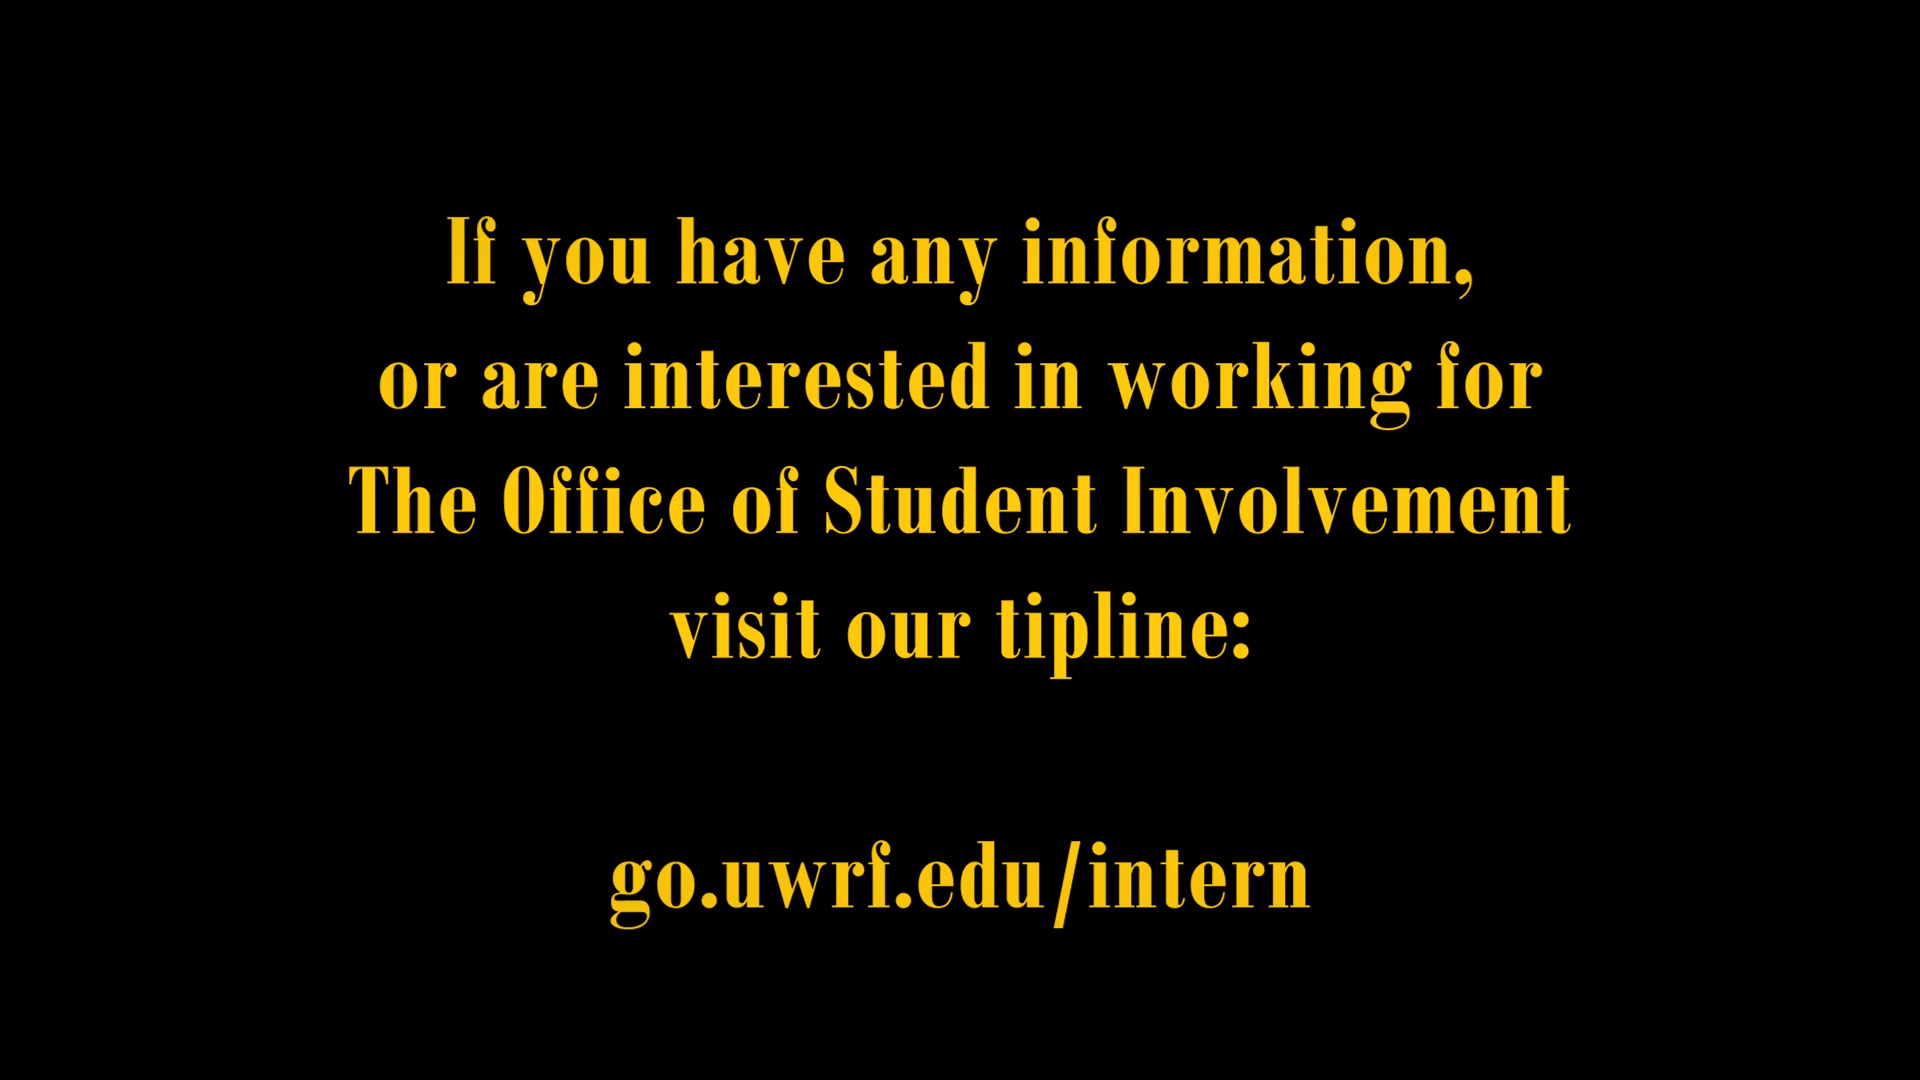 If you have any information,
or are interested in working for
The Office of Student Involvement
visit our tipline:
go.uwrf.edu/intern